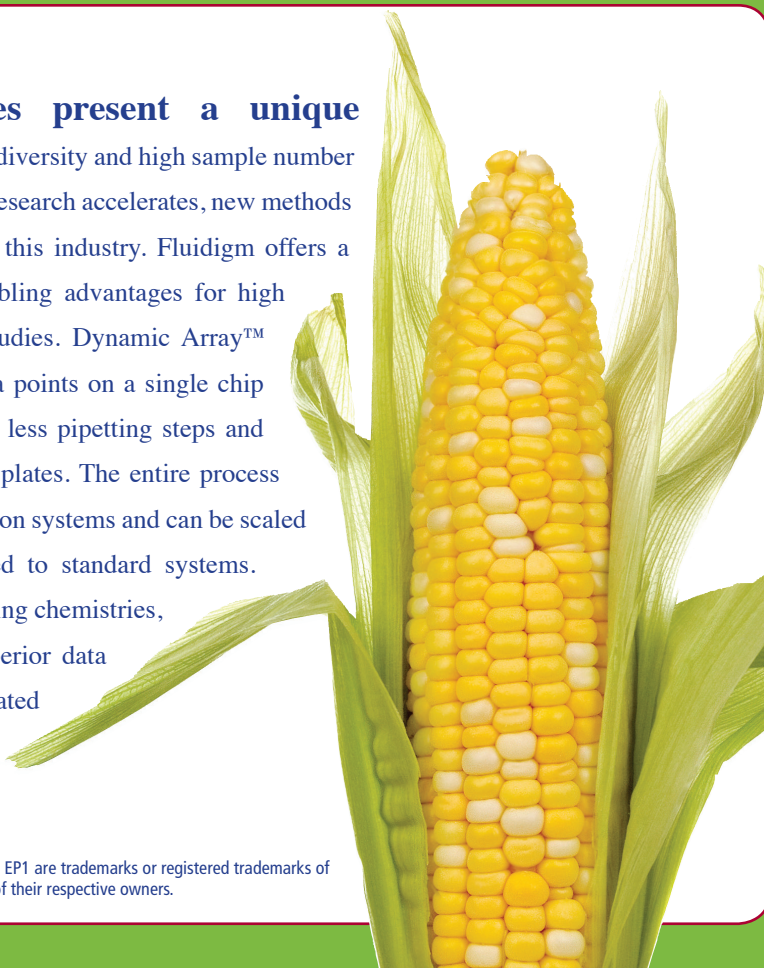 es present a unique
diversity and high sample number
esearch accelerates, new methods
this industry. Fluidigm offers a
bling advantages for high
udies. Dynamic Array™
a points on a single chip
less pipetting steps and
plates. The entire process
on systems and can be scaled
d to standard systems.
ng chemistries,
erior data
ated
EP1 are trademarks or registered trademarks of
of their respective owners.